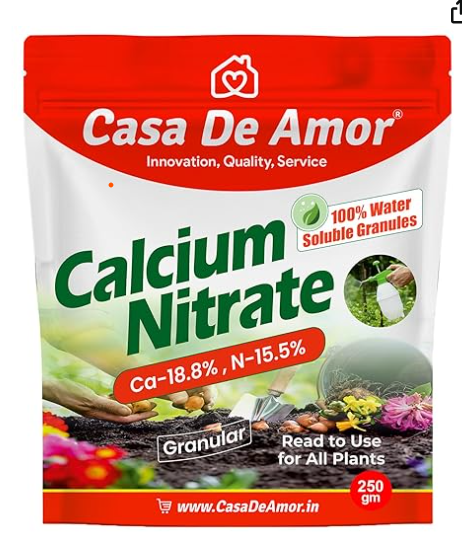 Casa De Amor®
Innovation, Quality, Service
100% Water
Soluble Granules
Calcium
Nitrate
Ca-18.8% , N-15.5%
Granular
Read to Use
for All Plants
250
gm
www.CasaDeAmor.in